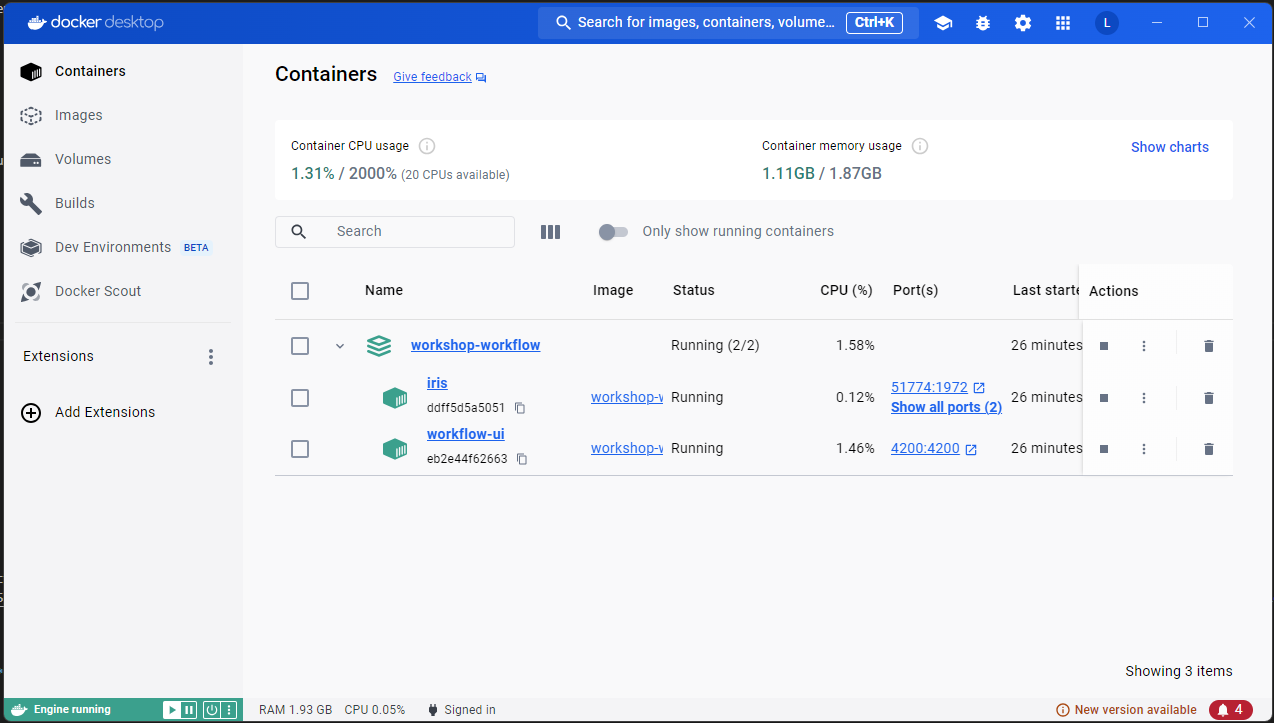 docker desktop
Search for images, containers, volume... Ctrl+K
L
Containers
Images
Volumes
Builds
Dev Environments BETA
Docker Scout
Extensions
Add Extensions
Containers Give feedback
Container CPU usage
1.31% / 2000% (20 CPUs available)
Container memory usage
1.11GB / 1.87GB
Show charts
Search
Only show running containers
Name Image Status CPU (%) Port(s) Last starte Actions
workshop-workflow Running (2/2) 1.58% 26 minutes
iris
ddff5d5a5051
workshop-v Running 0.12% 51774:1972
Show all ports (2)
26 minutes
workflow-ui
eb2e44f62663
workshop-v Running 1.46% 4200:4200 26 minutes
Showing 3 items
Engine running
RAM 1.93 GB CPU 0.05% Signed in
New version available
4